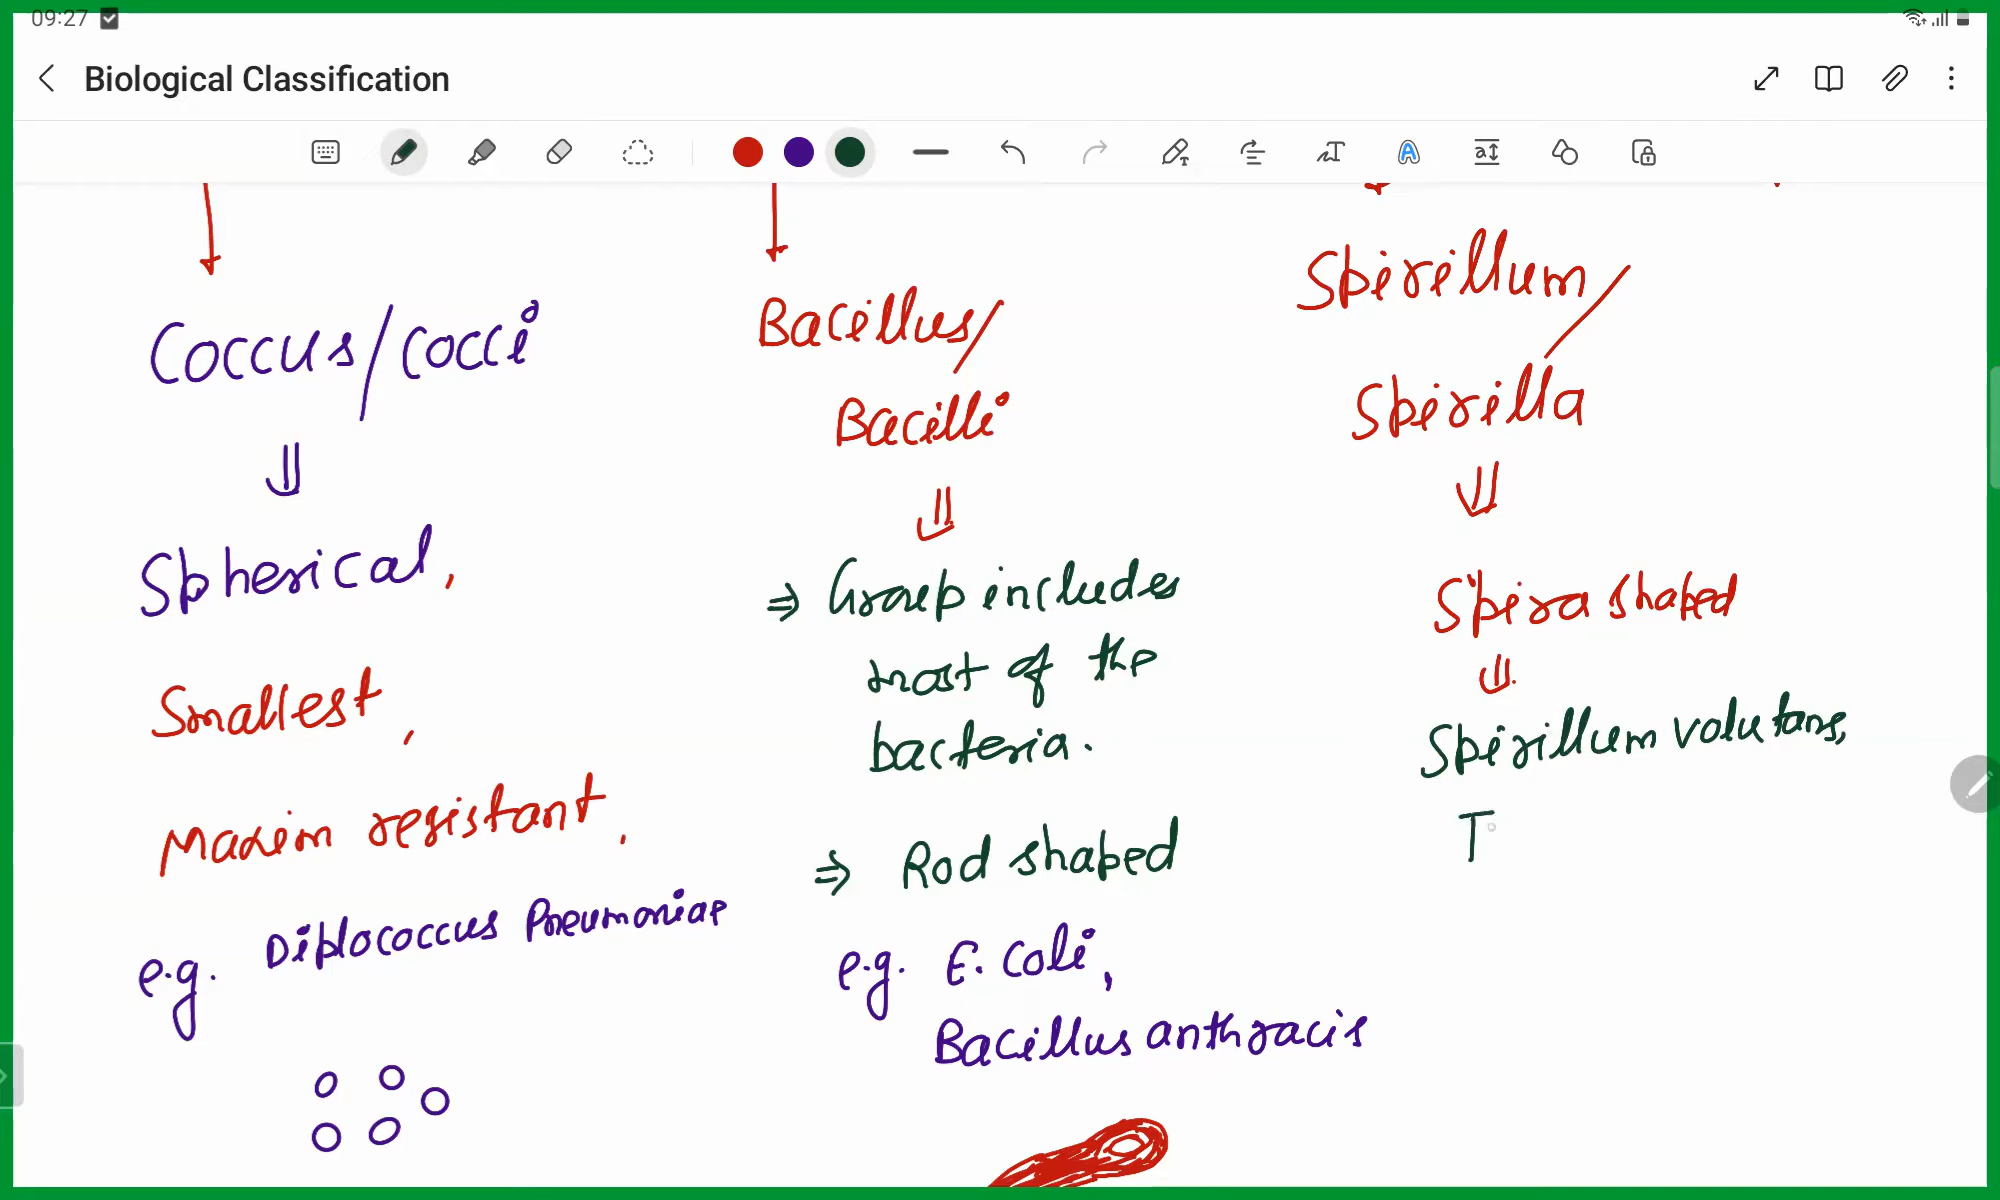 09:27
Biological Classification
Coccus/cocci
Spherical,
Smallest,
Maxim resistant,
e.g. Diplococcus Pneumoniae
Bacillus/
Bacilli
⇒ Group includes
most of the
bacteria.
⇒ Rod shaped
e.g. E. Coli,
Bacillus anthracis
Spirillum/
Spirilla
Spira shaped
Spirillum volutans,
T